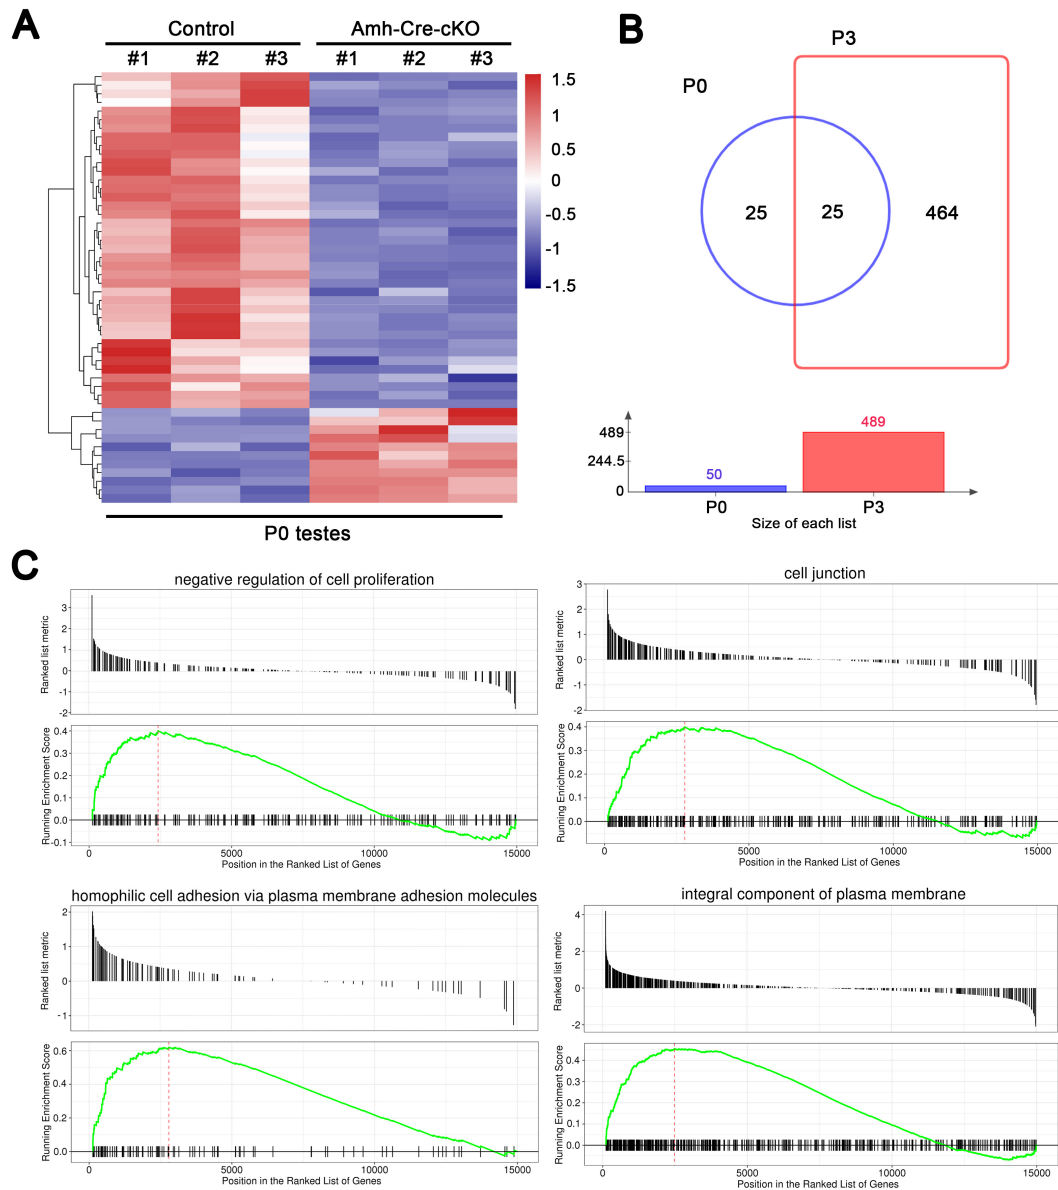 A
Control
Amh-Cre-cKO
#1
#2
#3
#1
#2
#3
1.5
1
0.5
0
-0.5
-1
-1.5
P0 testes
B
P3
P0
25
25
464
489
244.5
0
50
489
P0
P3
Size of each list
C
negative regulation of cell proliferation
Ranked list metric
3
2
1
0
-1
-2
Running Enrichment Score
0.4
0.3
0.2
0.1
0.0
-0.1
0
5000
10000
15000
Position in the Ranked List of Genes
cell junction
Ranked list metric
3
2
1
0
-1
-2
Running Enrichment Score
0.4
0.3
0.2
0.1
0.0
0
5000
10000
15000
Position in the Ranked List of Genes
homophilic cell adhesion via plasma membrane adhesion molecules
Ranked list metric
2
1
0
-1
Running Enrichment Score
0.6
0.4
0.2
0.0
0
5000
10000
15000
Position in the Ranked List of Genes
integral component of plasma membrane
Ranked list metric
4
2
0
-2
Running Enrichment Score
0.4
0.3
0.2
0.1
0.0
0
5000
10000
15000
Position in the Ranked List of Genes